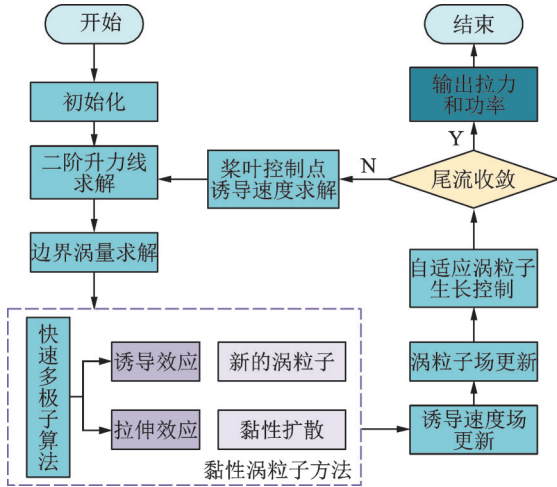 开始
初始化
二阶升力线
求解
边界涡量求解
快速多极子算法
诱导效应
拉伸效应
新的涡粒子
黏性扩散
黏性涡粒子方法
诱导速度场
更新
涡粒子场更新
自适应涡粒子
生长控制
尾流收敛
N
Y
桨叶控制点
诱导速度求解
输出拉力
和功率
结束